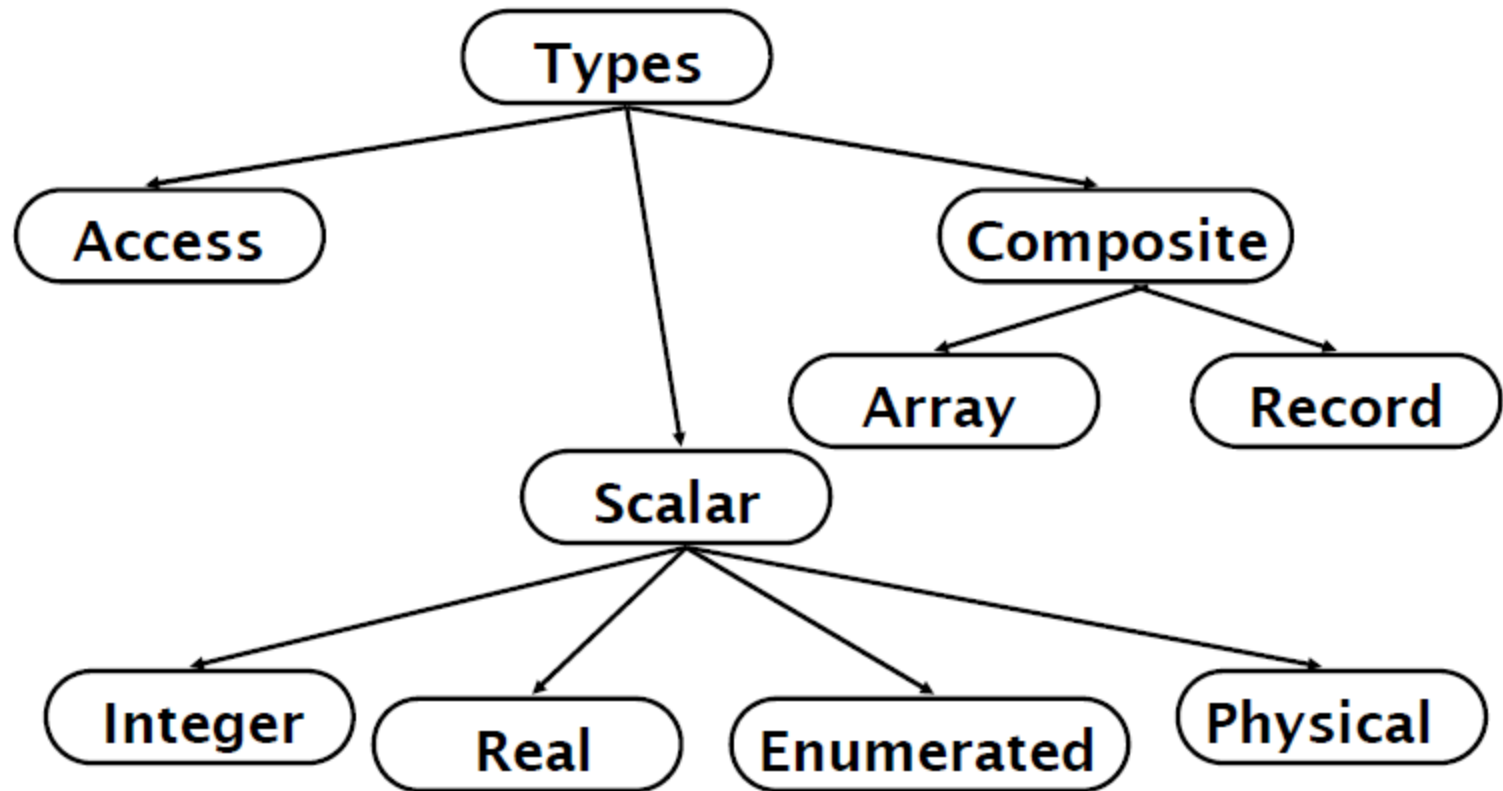 Types
Access
Composite
Array
Record
Scalar
Integer
Real
Enumerated
Physical